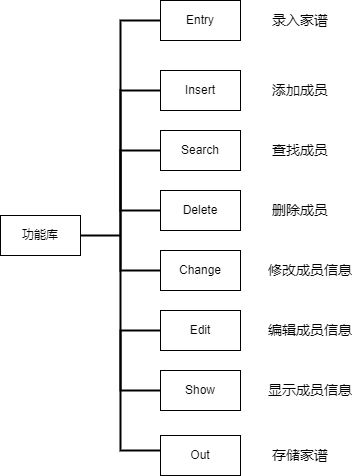 Entry 录入家谱
Insert 添加成员
Search 查找成员
Delete 删除成员
功能库
Change 修改成员信息
Edit 编辑成员信息
Show 显示成员信息
Out 存储家谱